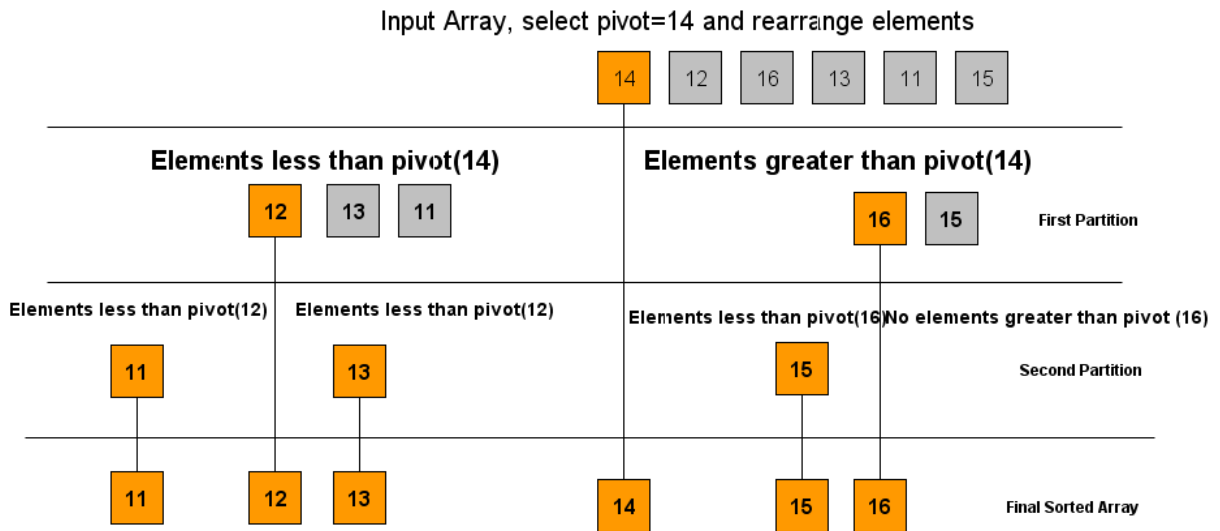 Input Array, select pivot=14 and rearrange elements
14 12 16 13 11 15
Elements less than pivot(14) Elements greater than pivot(14)
12 13 11 16 15 First Partition
Elements less than pivot(12) Elements less than pivot(12) Elements less than pivot(16) No elements greater than pivot (16)
11 13 15 Second Partition
11 12 13 14 15 16 Final Sorted Array